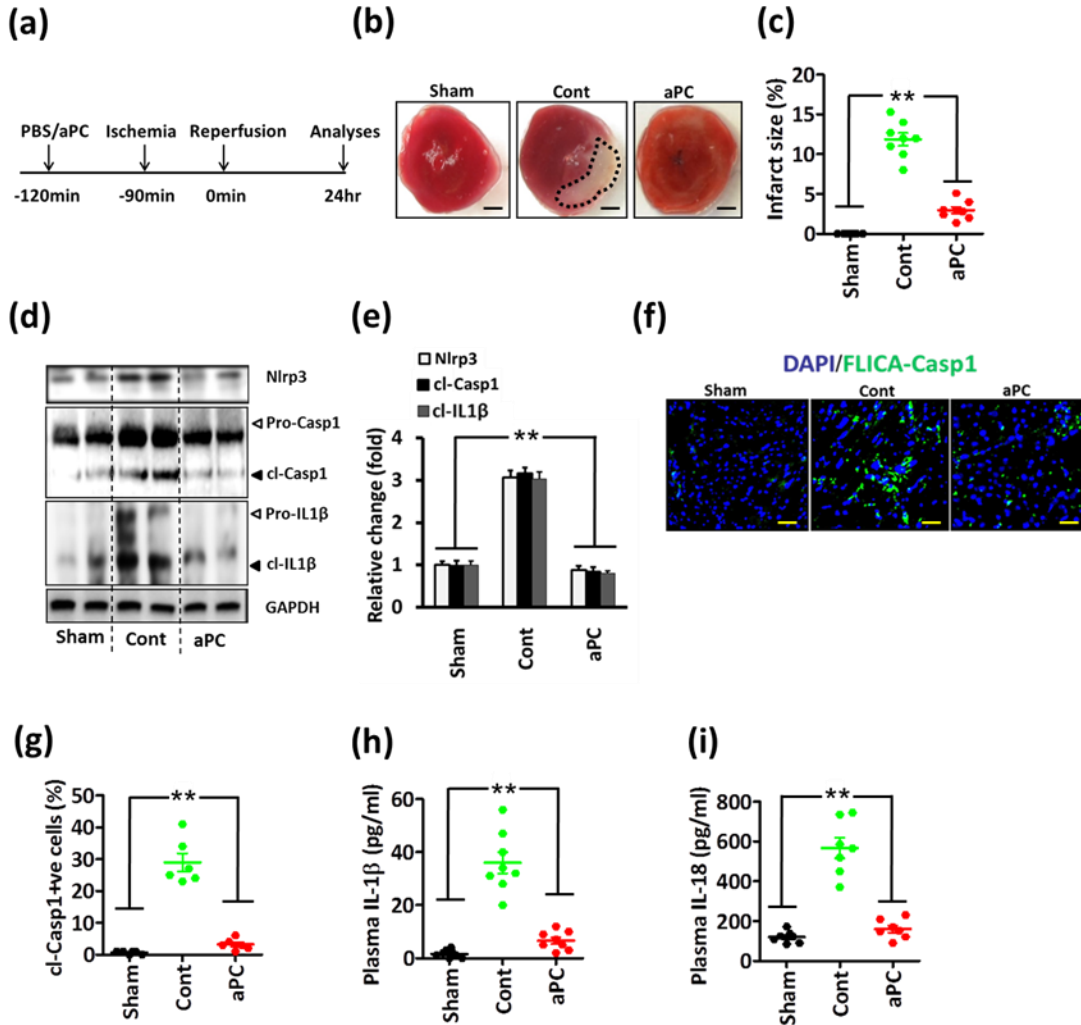 (a)
PBS/aPC Ischemia Reperfusion Analyses
-120min -90min 0min 24hr
(b)
Sham Cont aPC
(c)
Infarct size (%)
20
15
10
5
0
**
Sham Cont aPC
(d)
Nlrp3
Pro-Casp1
cl-Casp1
Pro-IL1β
cl-IL1β
GAPDH
Sham Cont aPC
(e)
Nlrp3
cl-Casp1
cl-IL1β
Relative change (fold)
4
3
2
1
0
**
Sham Cont aPC
(f)
DAPI/FLICA-Casp1
Sham Cont aPC
(g)
cl-Casp1+ve cells (%)
50
40
30
20
10
0
**
Sham Cont aPC
(h)
Plasma IL-1β (pg/ml)
60
40
20
0
**
Sham Cont aPC
(i)
Plasma IL-18 (pg/ml)
800
600
400
200
0
**
Sham Cont aPC